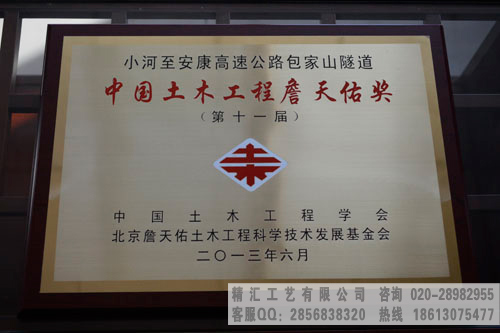 小河至安康高速公路包家山隧道
中国土木工程詹天佑奖
（第十一届）
中国土木工程学会
北京詹天佑土木工程科学技术发展基金会
二〇一三年六月
精汇工艺有限公司 咨询 020-28982955
客服QQ：2856838320 热线 18613075477